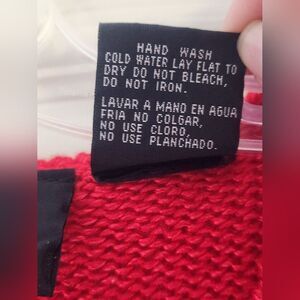 HAND WASH
COLD WATER LAY FLAT TO
DRY DO NOT BLEACH,
DO NOT IRON.
LAVAR A MANO EN AGUA
FRIA NO COLGAR,
NO USE CLORO,
NO USE PLANCHADO.